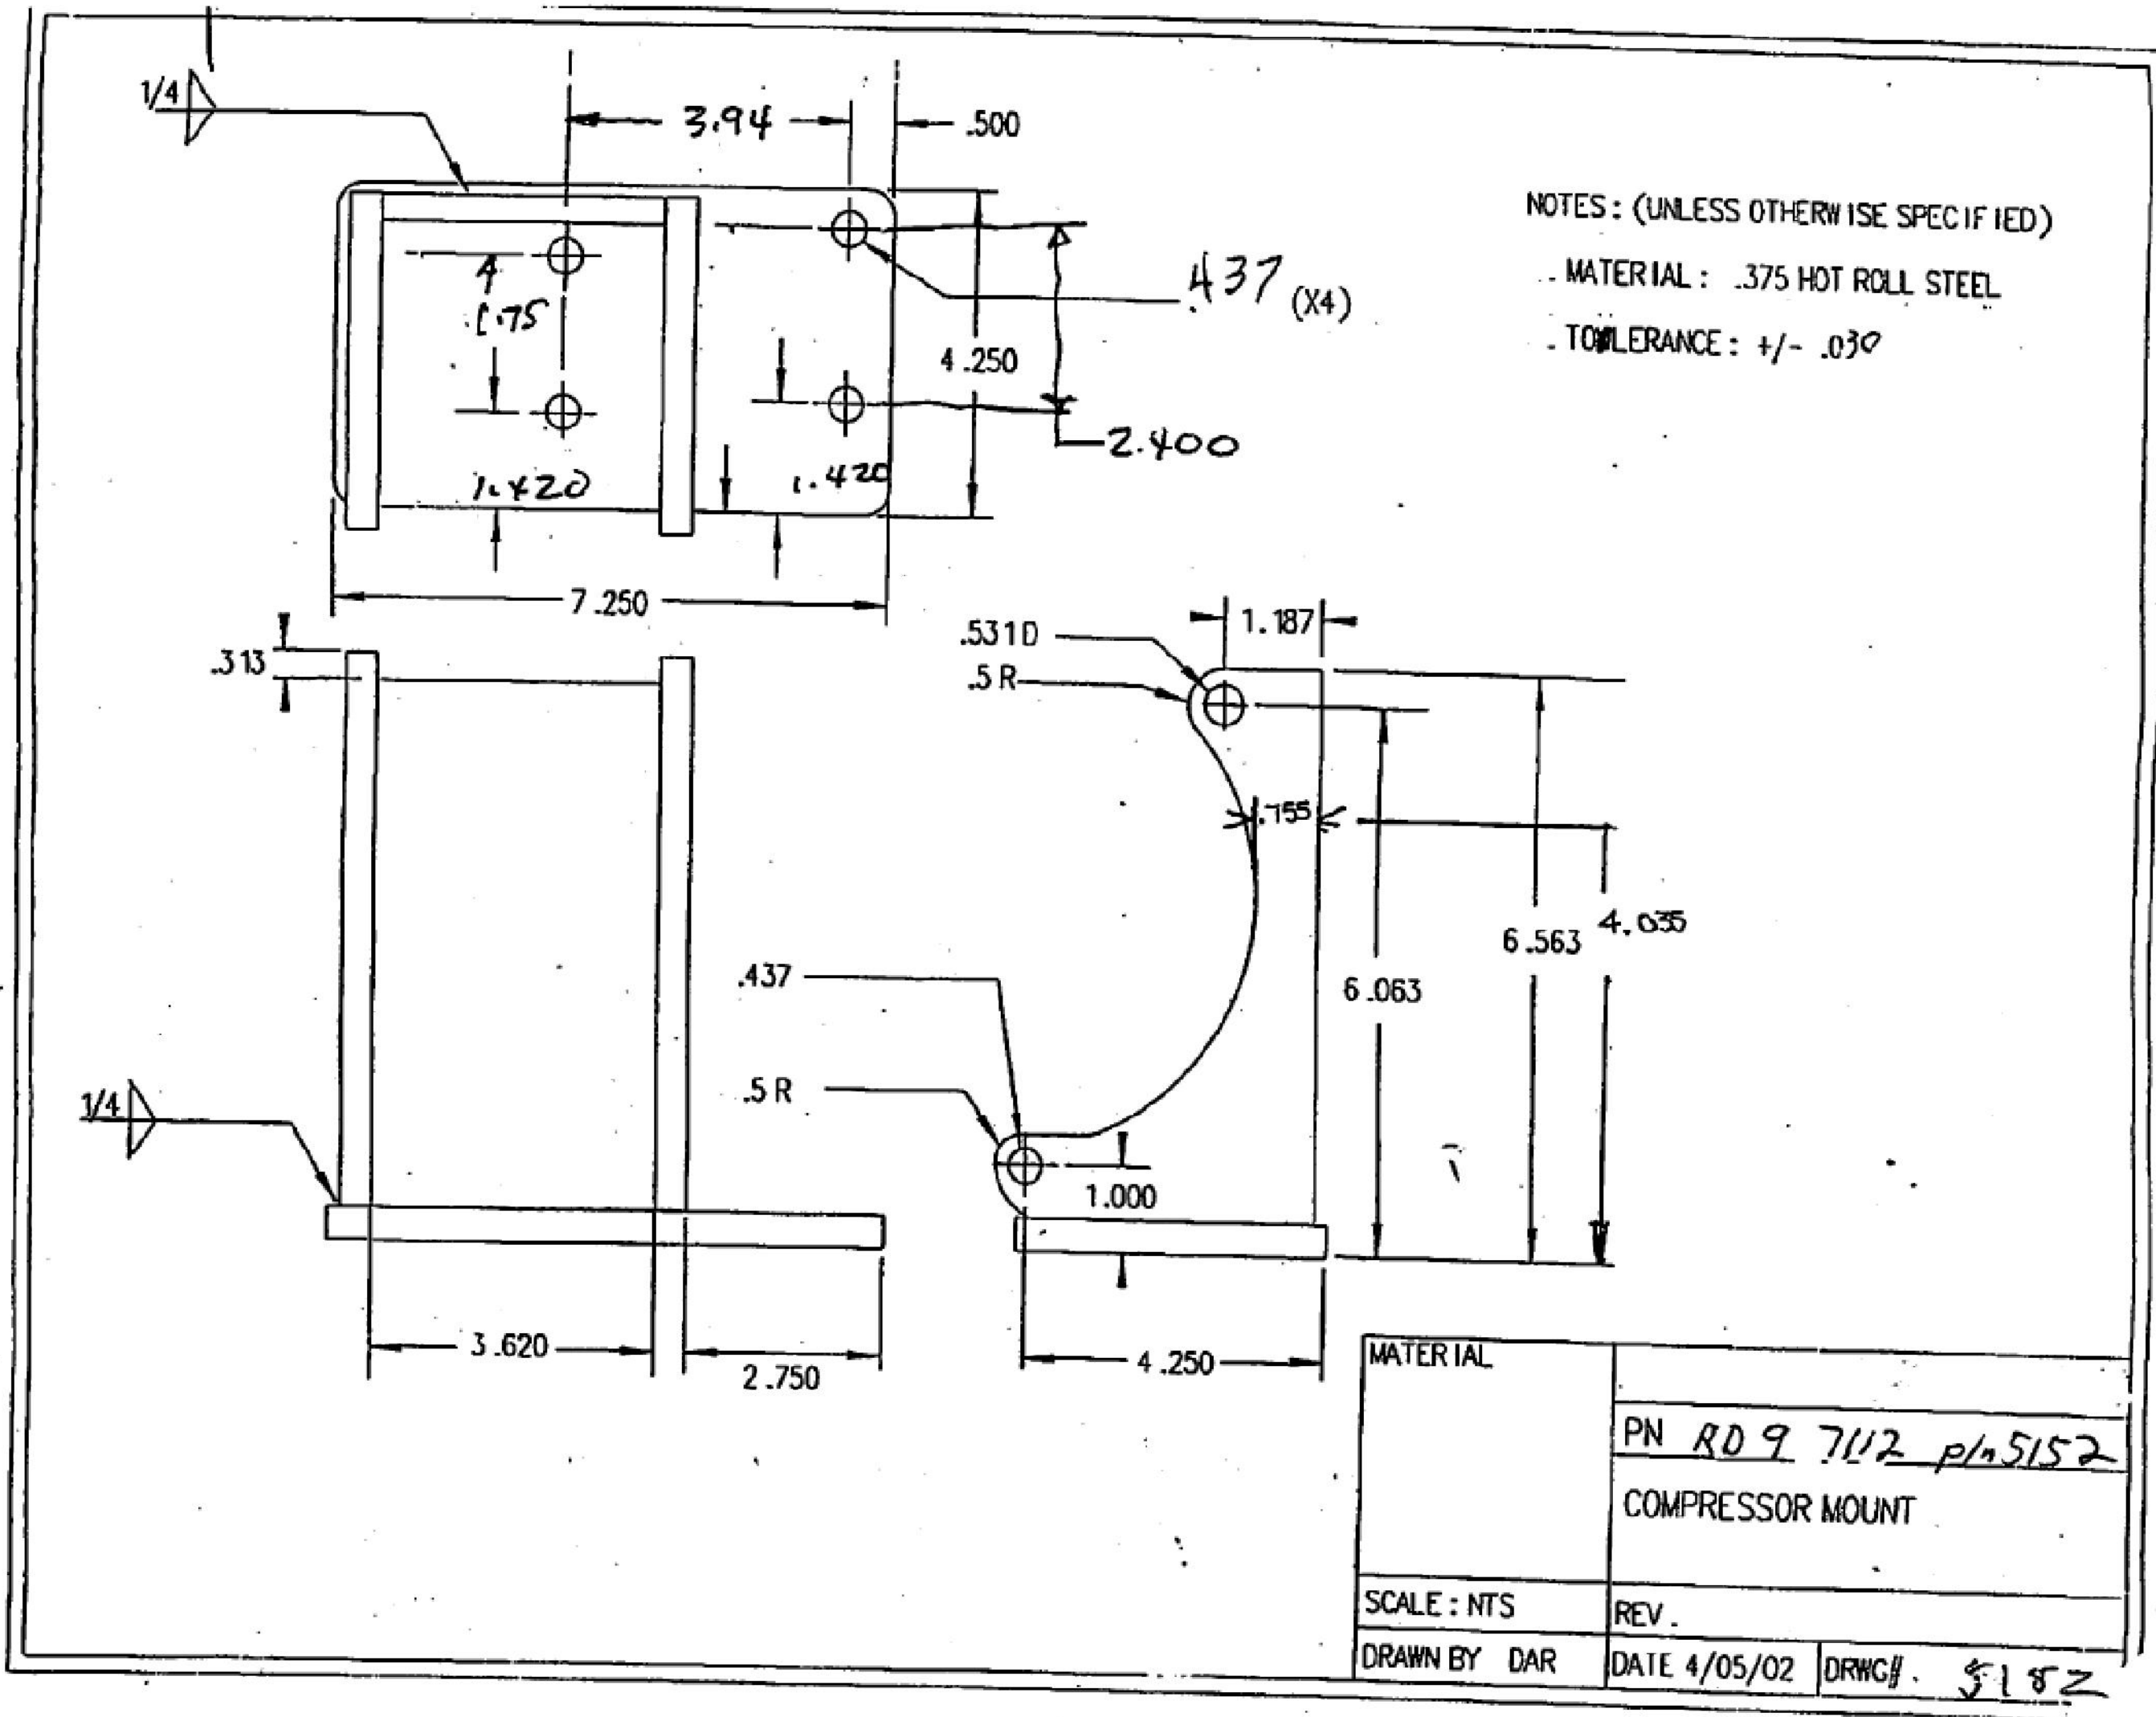 1/4
3.94
.500
NOTES: (UNLESS OTHERWISE SPECIFIED)
. MATERIAL: .375 HOT ROLL STEEL
. TOLERANCE: +/- .030
.437 (X4)
1.75
4.250
2.400
1.420
1.420
7.250
.313
.531D
.5 R
1.187
.755
4.035
6.563
6.063
.437
.5 R
1/4
1.000
3.620
2.750
4.250
MATERIAL
PN RD9 7112 p/n 5152
COMPRESSOR MOUNT
SCALE: NTS
REV.
DRAWN BY DAR
DATE 4/05/02
DRWG#. 5182